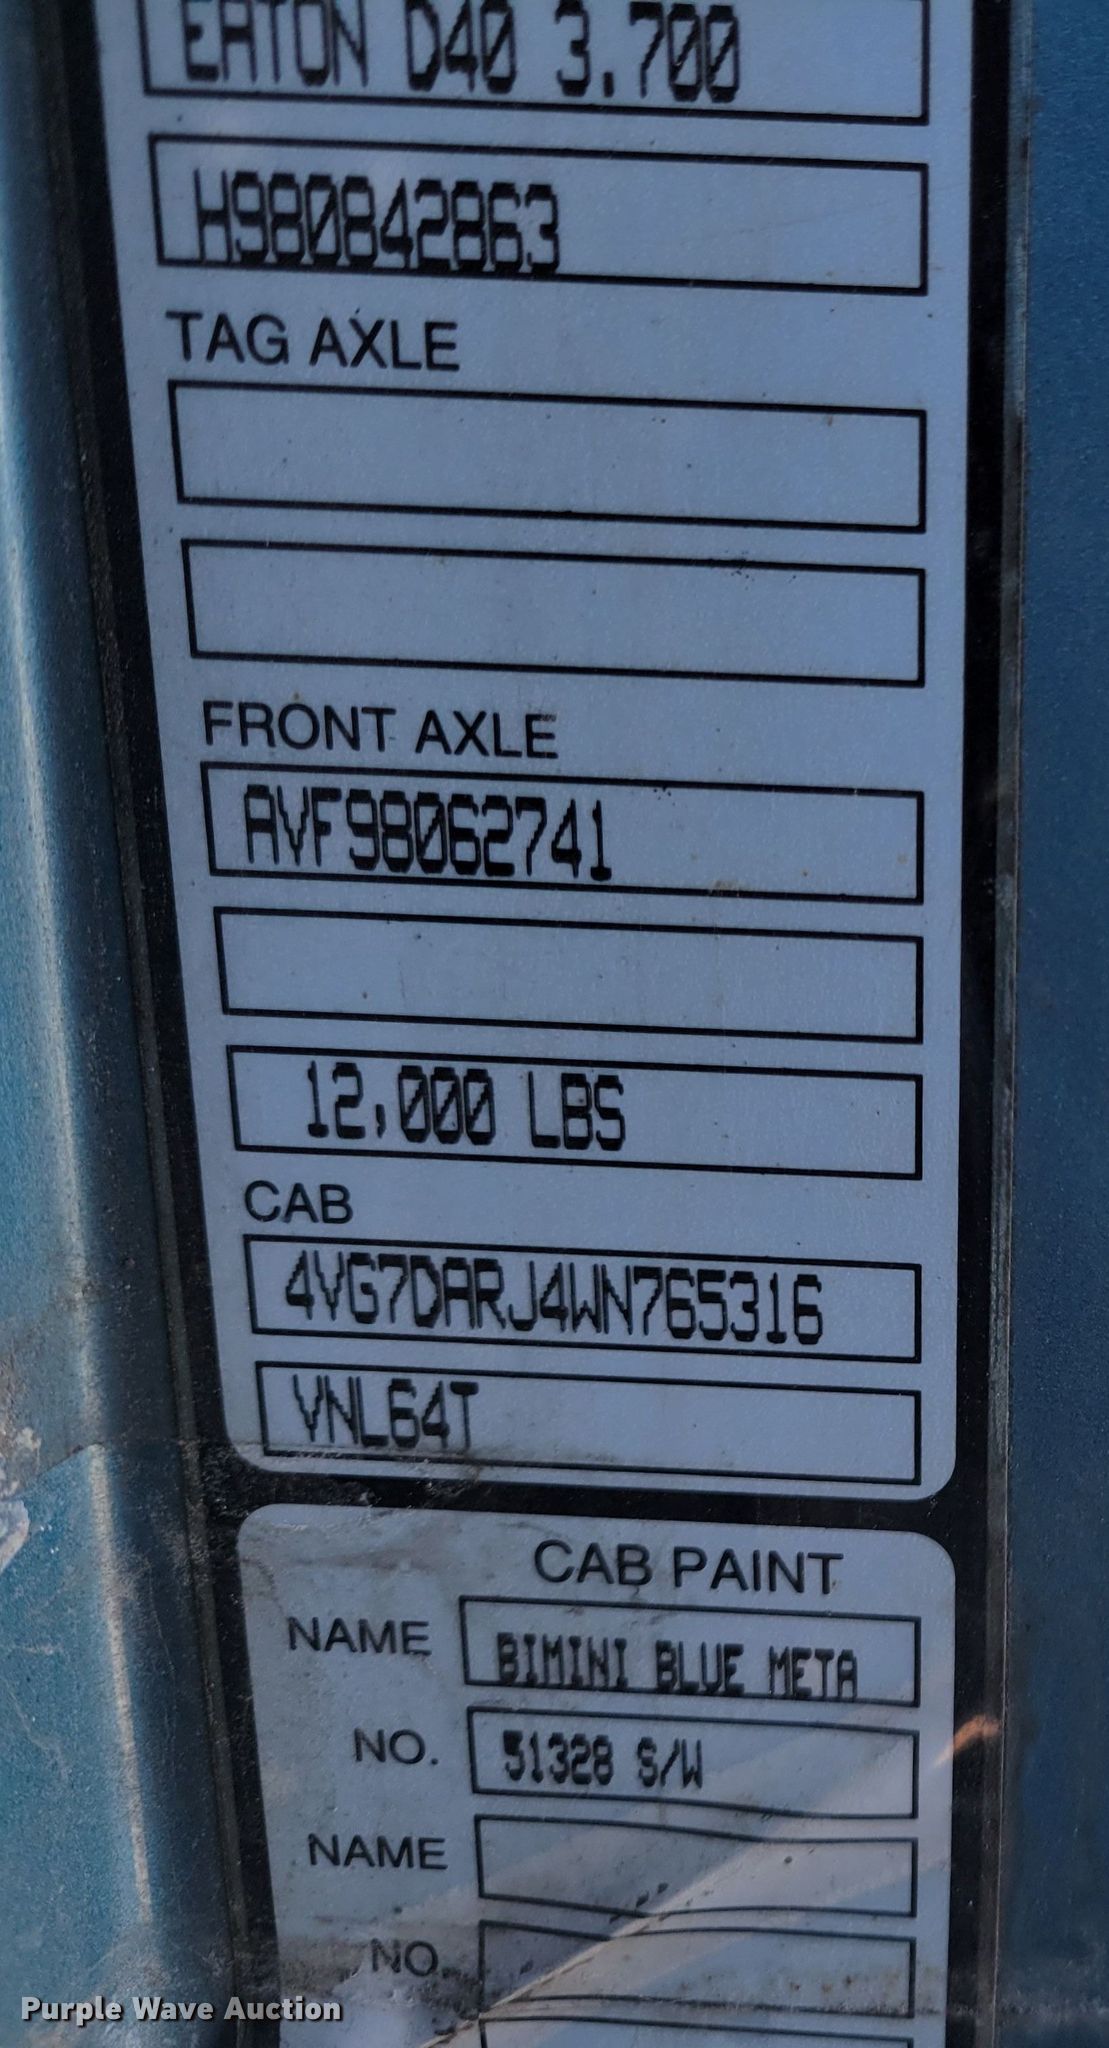 EATON D40 3.700
H980842863
TAG AXLE
FRONT AXLE
AVF98062741
12,000 LBS
CAB
4VG7DARJ4WN765316
VNL64T
CAB PAINT
NAME BIMINI BLUE META
NO. 51328 S/W
NAME
NO.
Purple Wave Auction